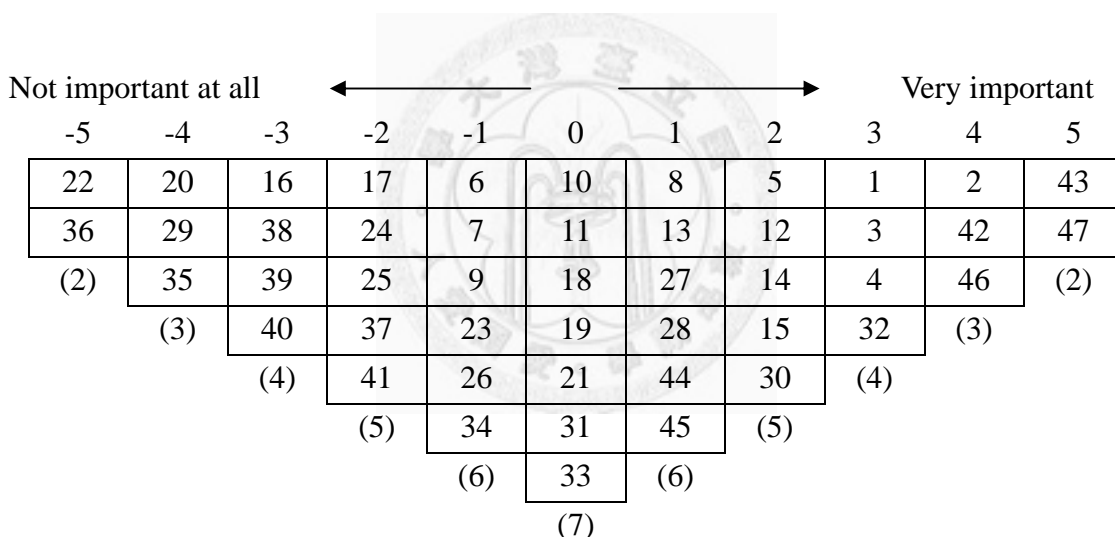 Not important at all Very important
-5 -4 -3 -2 -1 0 1 2 3 4 5
22 20 16 17 6 10 8 5 1 2 43
36 29 38 24 7 11 13 12 3 42 47
(2) 35 39 25 9 18 27 14 4 46 (2)
(3) 40 37 23 19 28 15 32 (3)
(4) 41 26 21 44 30 (4)
(5) 34 31 45 (5)
(6) 33 (6)
(7)